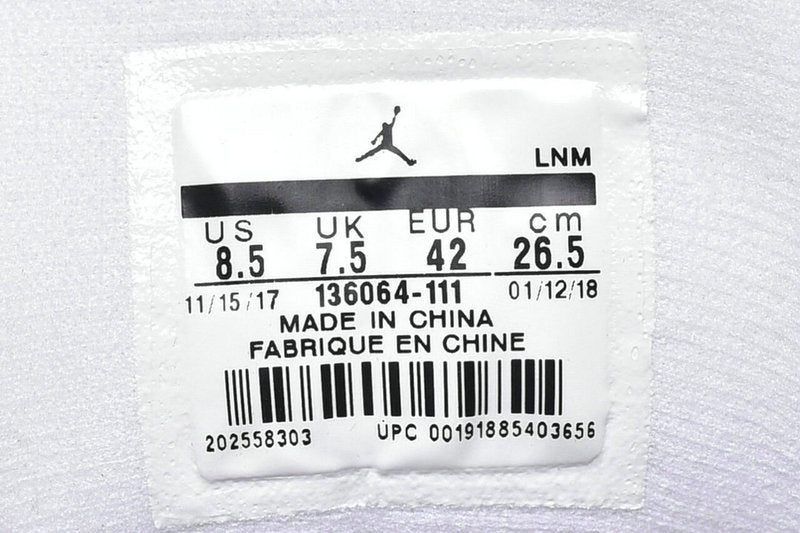 LNM
US UK EUR cm
8.5 7.5 42 26.5
11/15/17 136064-111 01/12/18
MADE IN CHINA
FABRIQUE EN CHINE
202558303 UPC 00191885403656